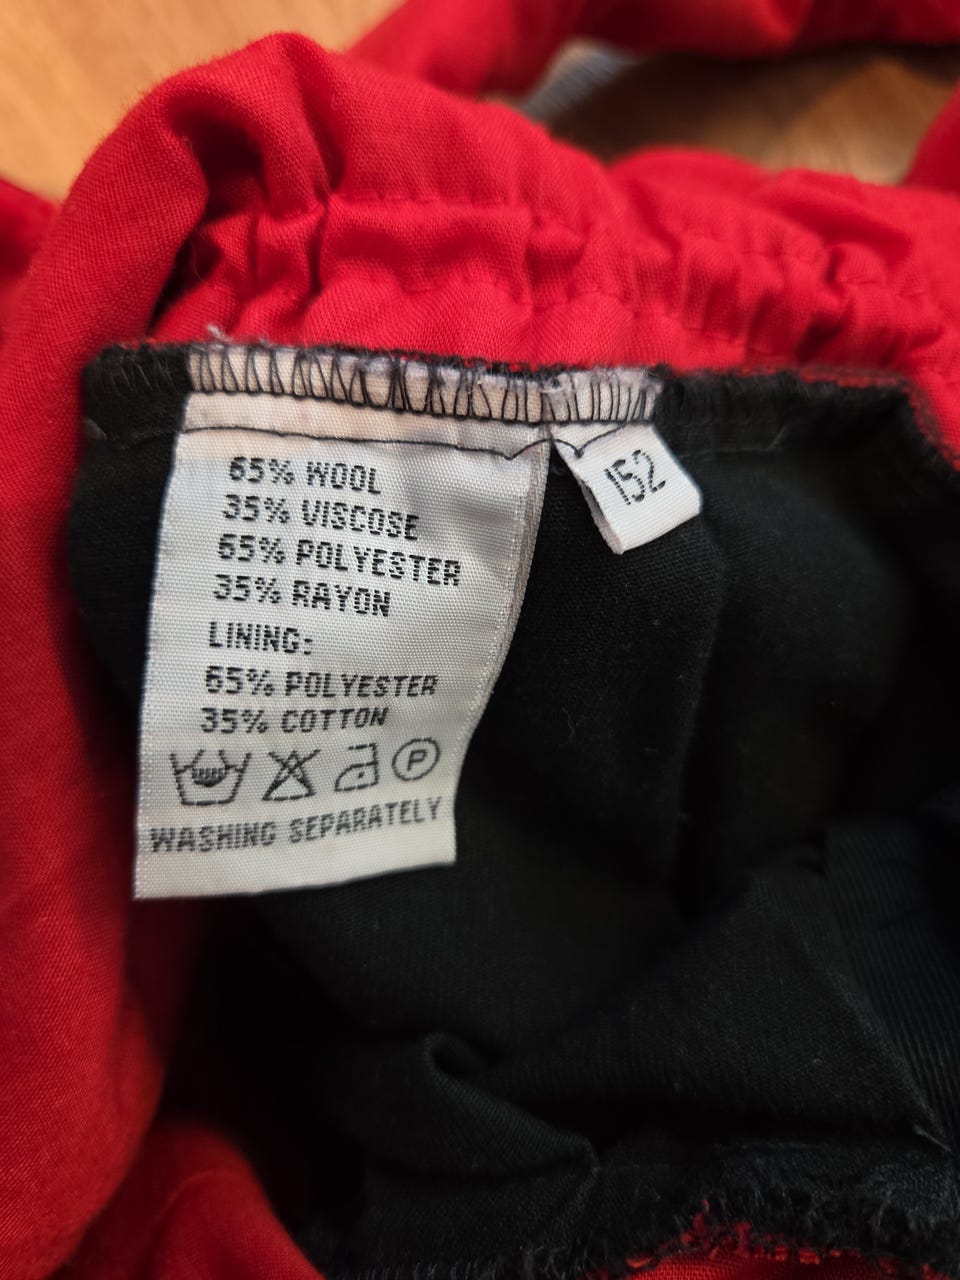 65% WOOL
35% VISCOSE
65% POLYESTER
35% RAYON
LINING:
65% POLYESTER
35% COTTON
P
WASHING SEPARATELY
152